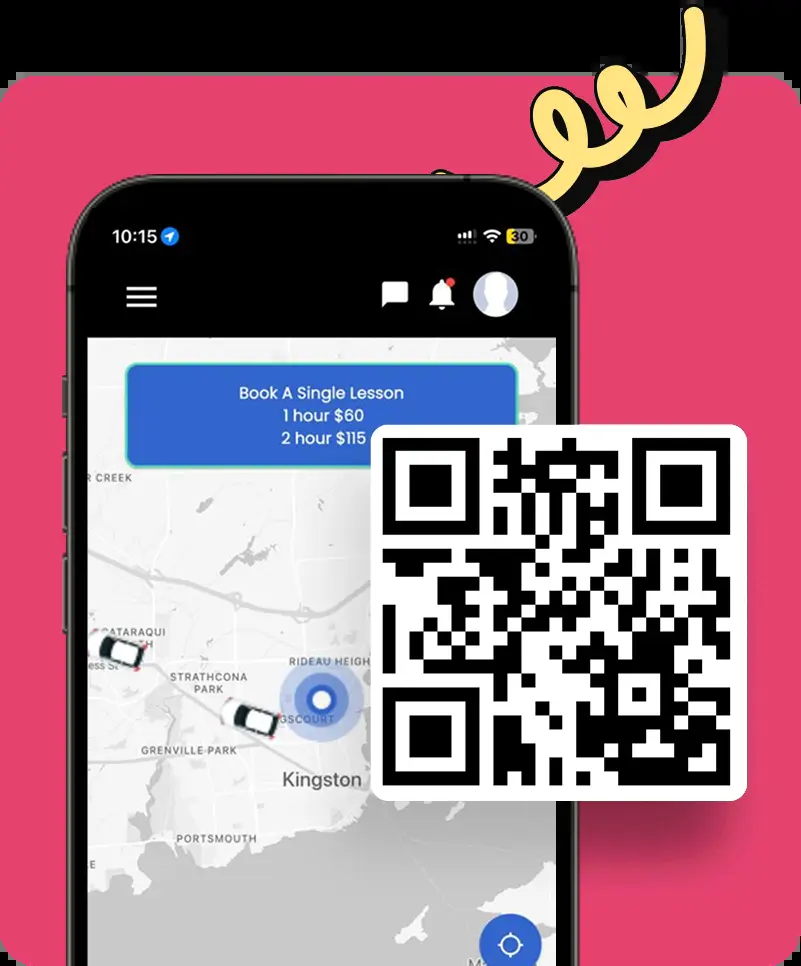 10:15
30
Book A Single Lesson
1 hour $60
2 hour $115
R CREEK
CATARAQUI
TH
ess St
RIDEAU HEIGH
STRATHCONA
PARK
GSCOURT
GRENVILLE PARK
Kingston
PORTSMOUTH
E